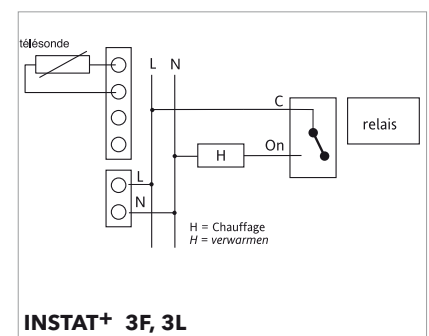 télésonde
L N
C
relais
On
H
L
N
H = Chauffage
H = verwarmen
INSTAT+ 3F, 3L